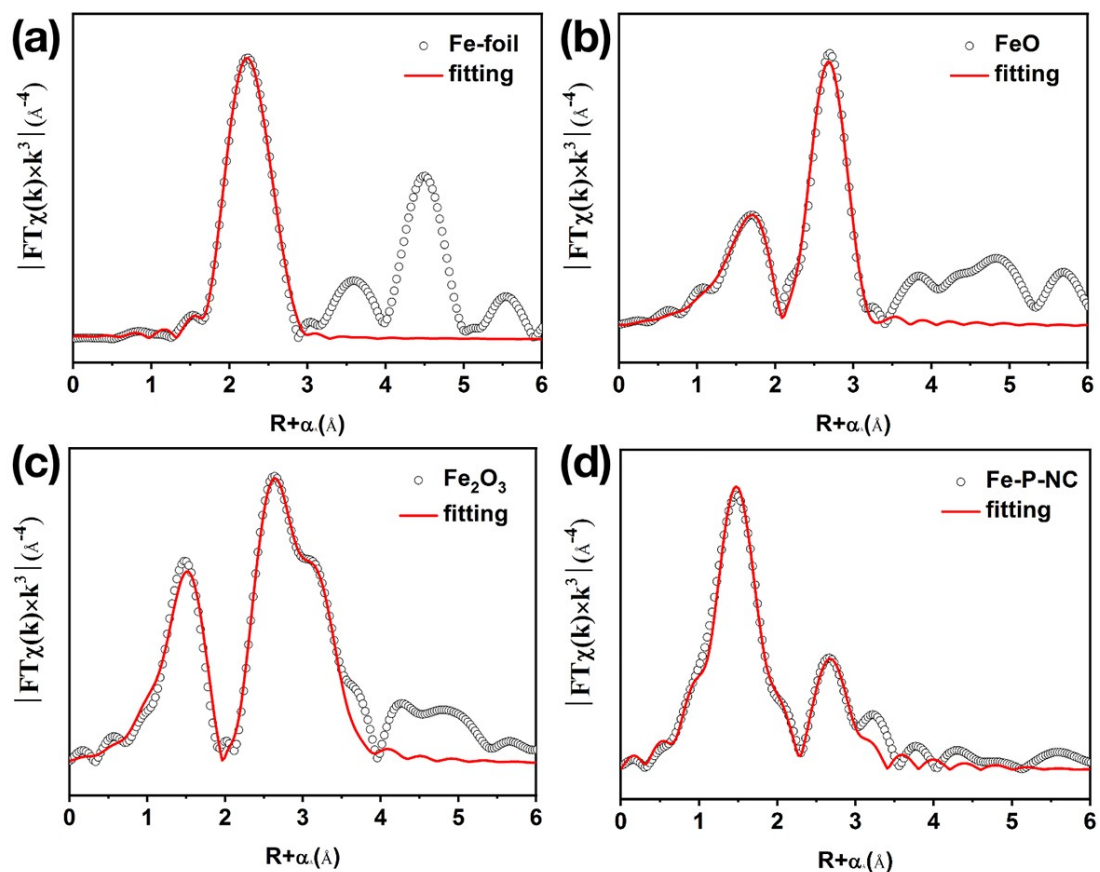 (a)
Fe-foil
fitting
|FTχ(k)×k³| (Å⁻⁴)
0 1 2 3 4 5 6
R+α (Å)
(b)
FeO
fitting
|FTχ(k)×k³| (Å⁻⁴)
0 1 2 3 4 5 6
R+α (Å)
(c)
Fe₂O₃
fitting
|FTχ(k)×k³| (Å⁻⁴)
0 1 2 3 4 5 6
R+α (Å)
(d)
Fe-P-NC
fitting
|FTχ(k)×k³| (Å⁻⁴)
0 1 2 3 4 5 6
R+α (Å)